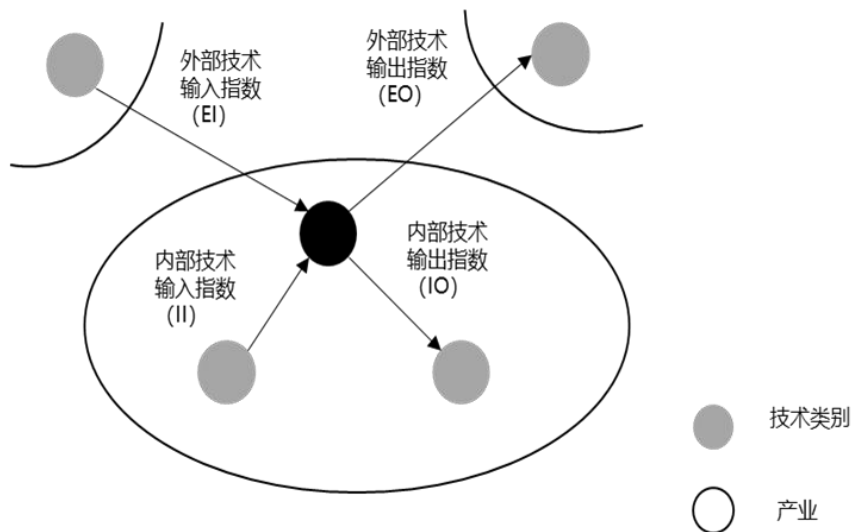 外部技术
输入指数
（EI）
外部技术
输出指数
（EO）
内部技术
输入指数
（II）
内部技术
输出指数
（IO）
技术类别
产业